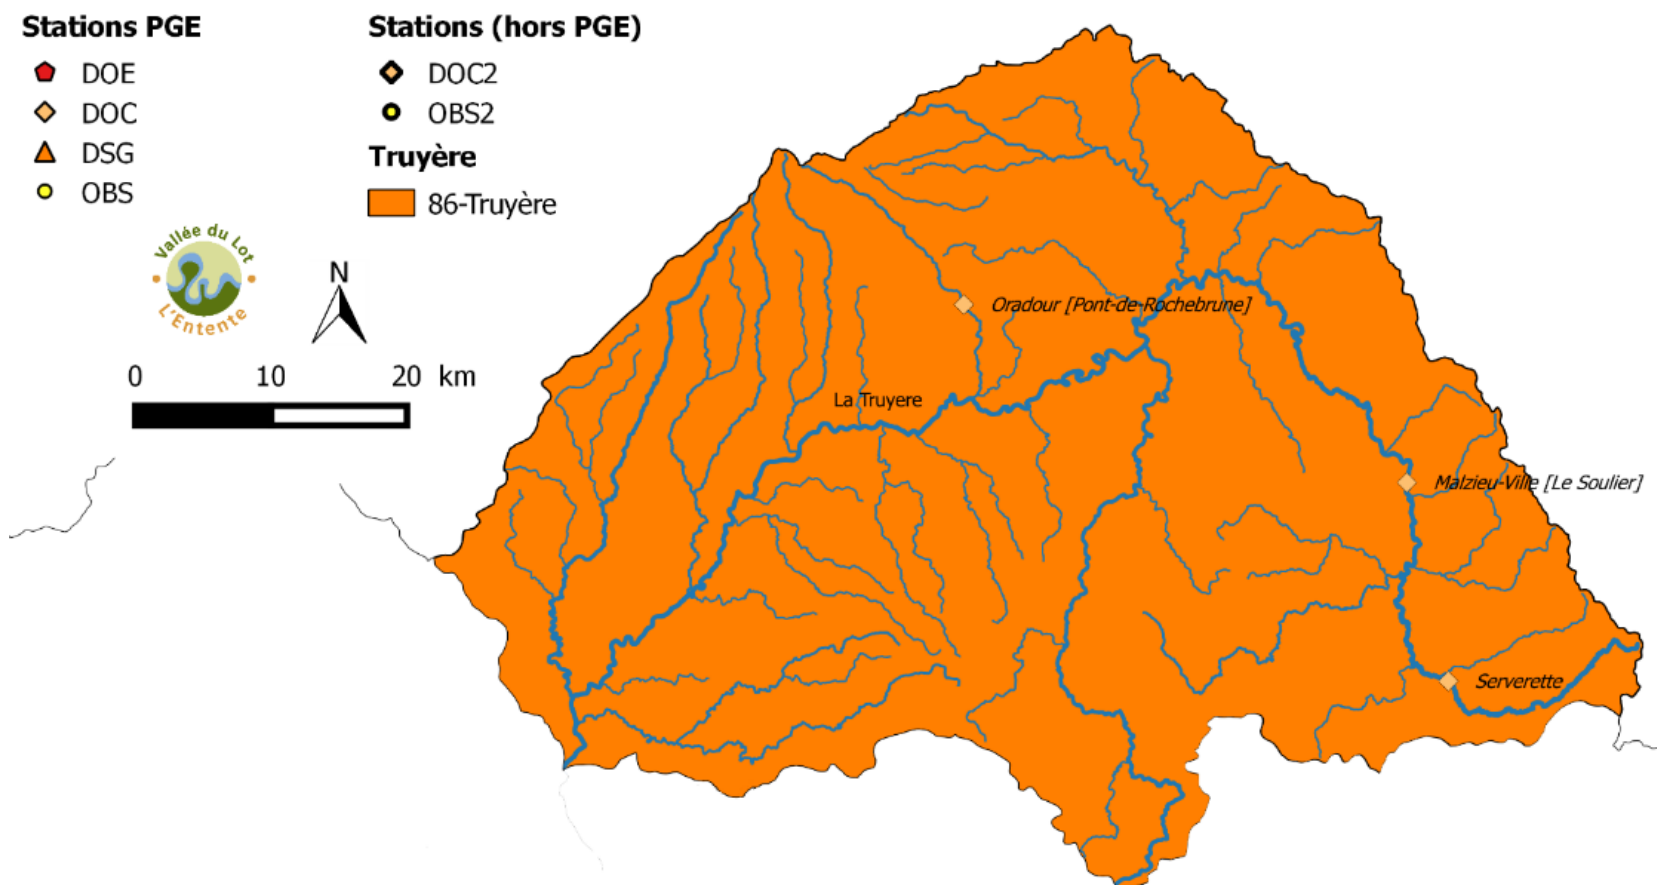 Stations PGE
DOE
DOC
DSG
OBS
Stations (hors PGE)
DOC2
OBS2
Truyère
86-Truyère
Vallée du Lot
L'Entente
N
0 10 20 km
Oradour [Pont-de-Rochebrune]
La Truyere
Malzieu-Ville [Le Soulier]
Serverette